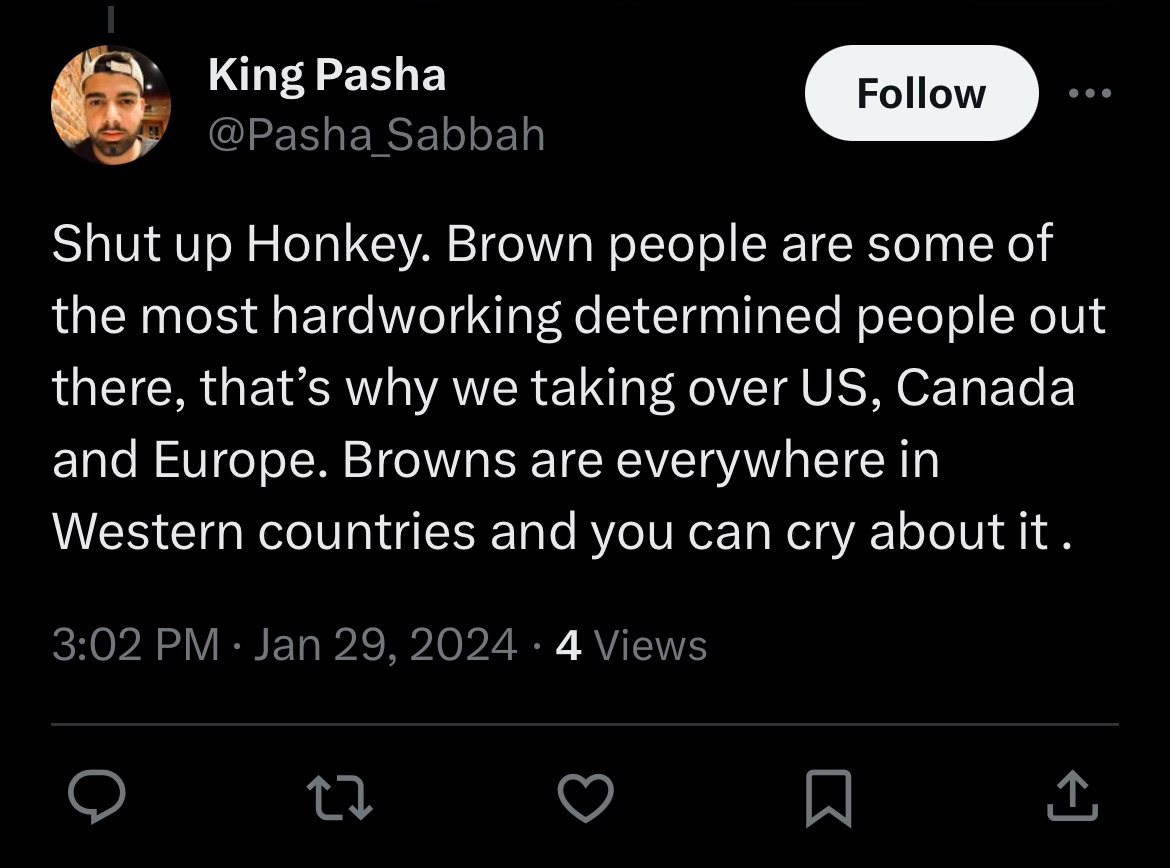 King Pasha
@Pasha_Sabbah
Follow
Shut up Honkey. Brown people are some of
the most hardworking determined people out
there, that’s why we taking over US, Canada
and Europe. Browns are everywhere in
Western countries and you can cry about it .
3:02 PM · Jan 29, 2024 · 4 Views